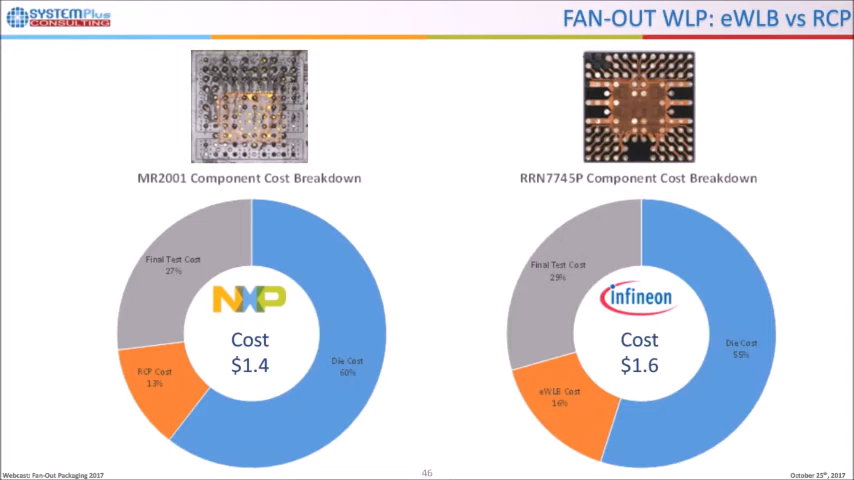 SYSTEMPlus
CONSULTING
FAN-OUT WLP: eWLB vs RCP
MR2001 Component Cost Breakdown
RRN7745P Component Cost Breakdown
Final Test Cost
27%
NXP
Cost
$1.4
Die Cost
60%
RCP Cost
13%
Final Test Cost
29%
infineon
Cost
$1.6
Die Cost
55%
eWLB Cost
16%
Webcast: Fan-Out Packaging 2017
46
October 25th, 2017